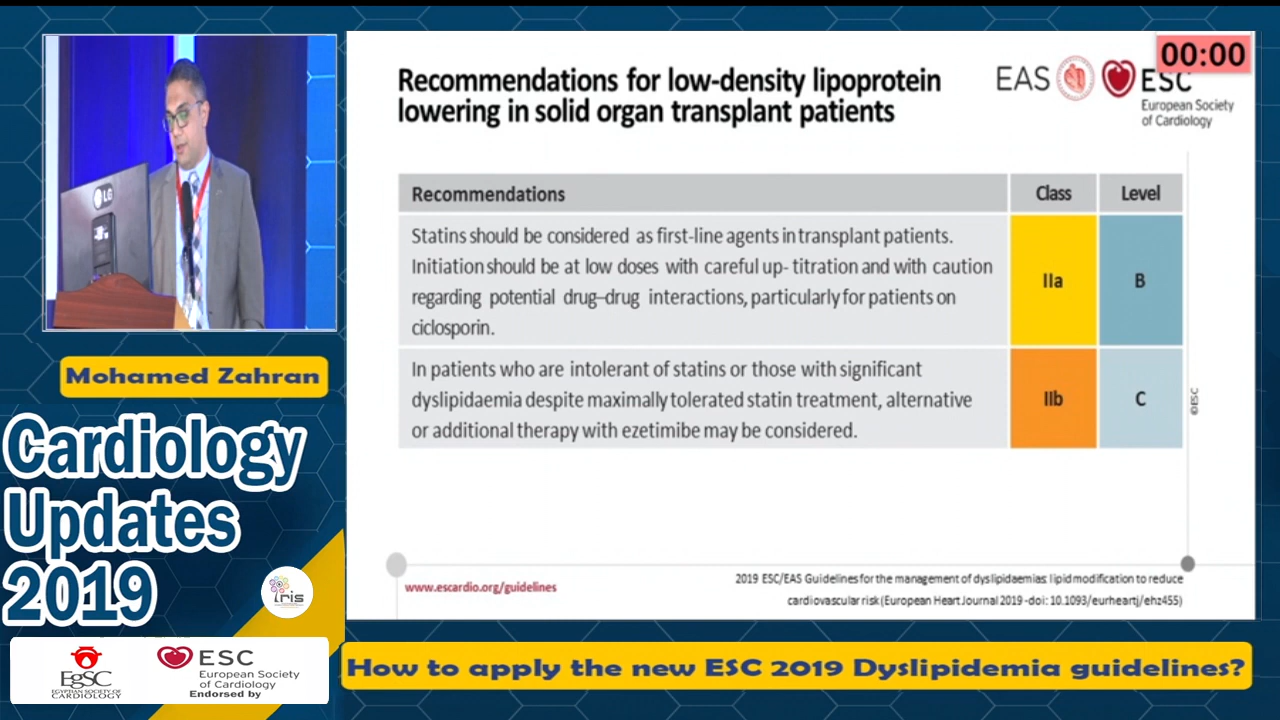 00:00
Recommendations for low-density lipoprotein
lowering in solid organ transplant patients
EAS
ESC
European Society
of Cardiology
Recommendations
Class
Level
Statins should be considered as first-line agents in transplant patients.
Initiation should be at low doses with careful up- titration and with caution
regarding potential drug–drug interactions, particularly for patients on
ciclosporin.
IIa
B
In patients who are intolerant of statins or those with significant
dyslipidaemia despite maximally tolerated statin treatment, alternative
or additional therapy with ezetimibe may be considered.
IIb
C
©ESC
www.escardio.org/guidelines
2019 ESC/EAS Guidelines for the management of dyslipidaemias: lipid modification to reduce
cardiovascular risk (European Heart Journal 2019 -doi: 10.1093/eurheartj/ehz455)
LG
Mohamed Zahran
Cardiology
Updates
2019
iris
EgSC
EGYPTIAN SOCIETY OF
CARDIOLOGY
ESC
European Society
of Cardiology
Endorsed by
How to apply the new ESC 2019 Dyslipidemia guidelines?